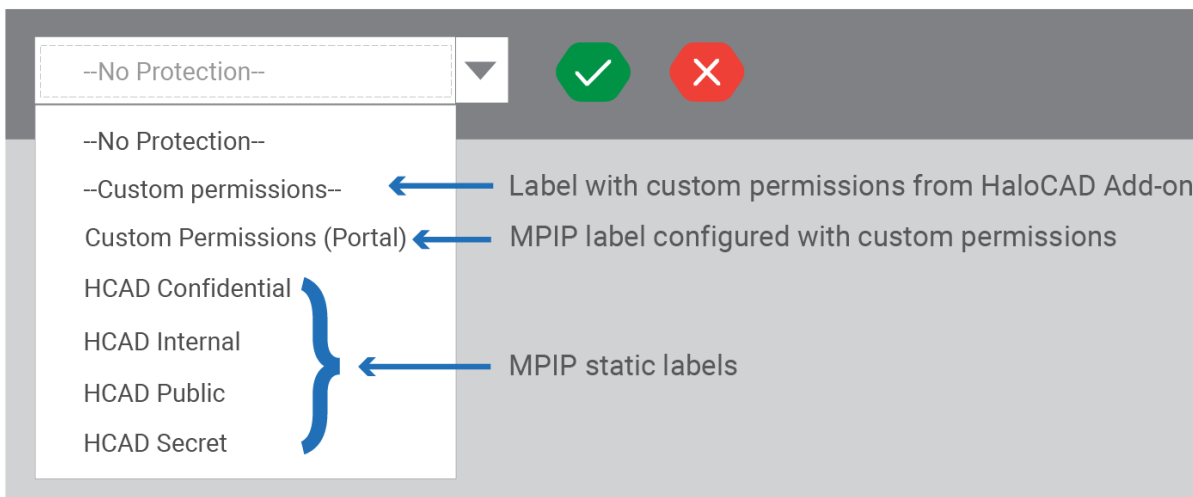 --No Protection--
--No Protection--
--Custom permissions--
Label with custom permissions from HaloCAD Add-on
Custom Permissions (Portal)
MPIP label configured with custom permissions
HCAD Confidential
HCAD Internal
MPIP static labels
HCAD Public
HCAD Secret